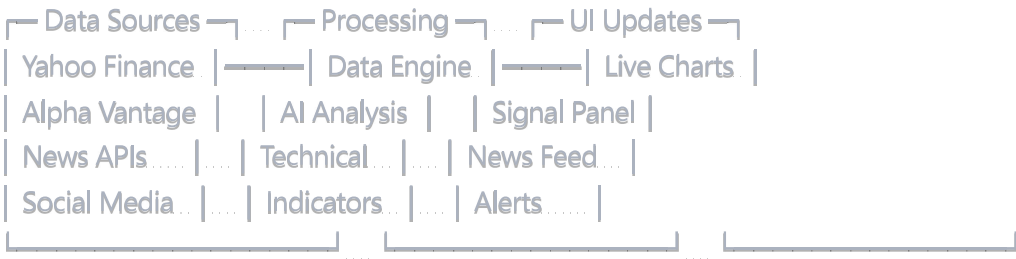 ┌─ Data Sources ─┐ ┌─ Processing ─┐ ┌─ UI Updates ─┐
│ Yahoo Finance │────│ Data Engine │────│ Live Charts │
│ Alpha Vantage │ │ AI Analysis │ │ Signal Panel │
│ News APIs │ │ Technical │ │ News Feed │
│ Social Media │ │ Indicators │ │ Alerts │
└────────────────┘ └──────────────┘ └──────────────┘